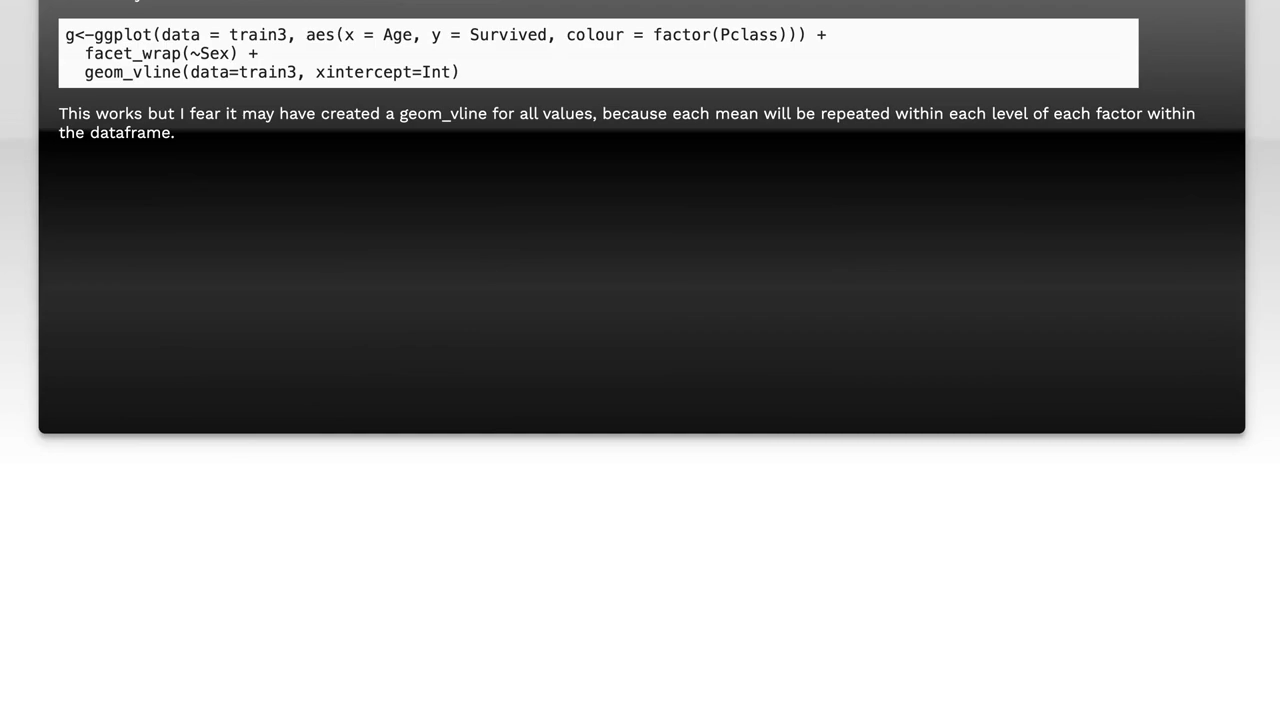 g<-ggplot(data = train3, aes(x = Age, y = Survived, colour = factor(Pclass))) +
  facet_wrap(~Sex) +
  geom_vline(data=train3, xintercept=Int)
This works but I fear it may have created a geom_vline for all values, because each mean will be repeated within each level of each factor within
the dataframe.